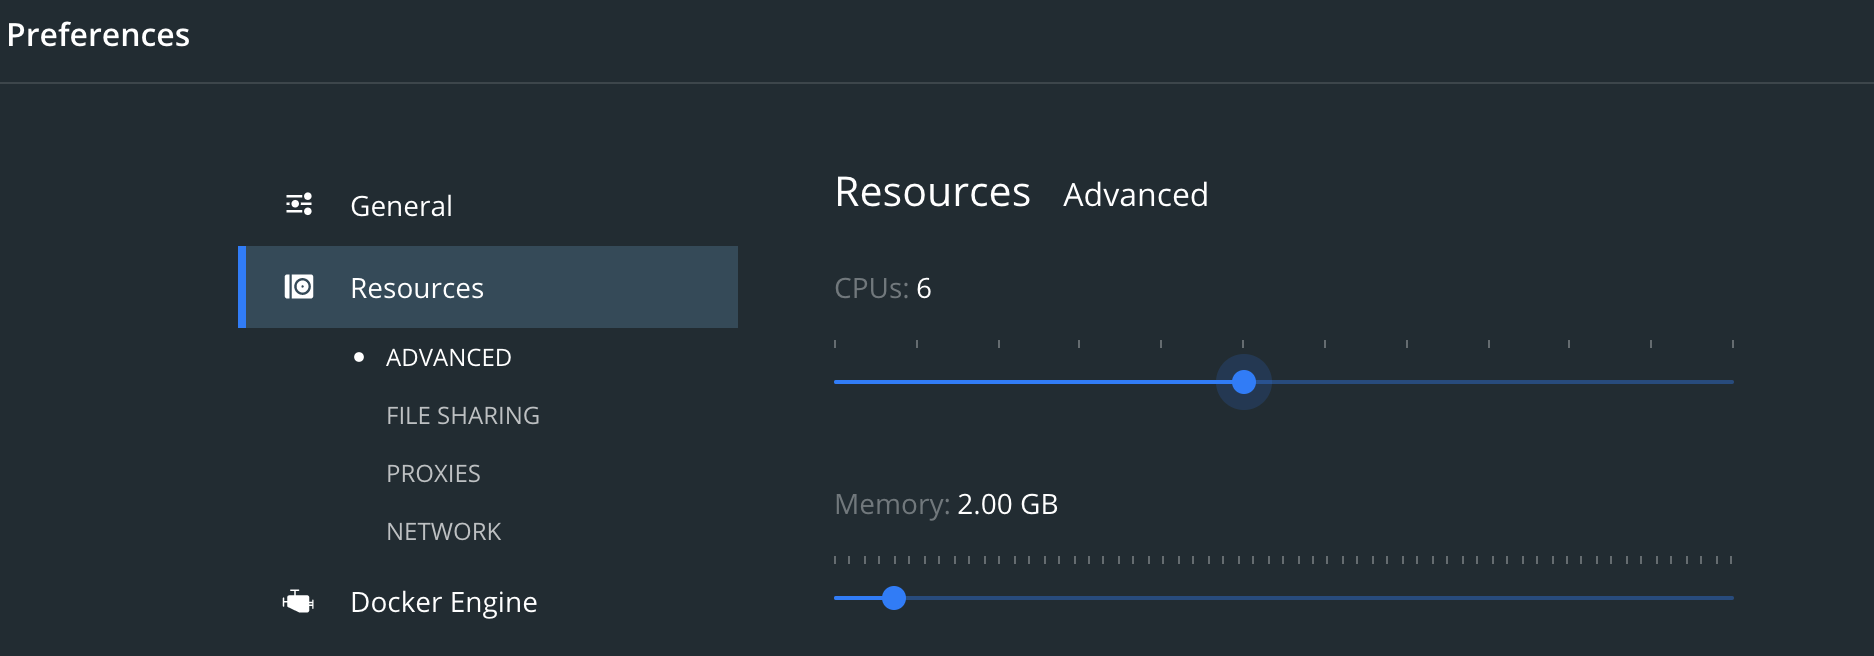 Preferences
General
Resources
ADVANCED
FILE SHARING
PROXIES
NETWORK
Docker Engine
Resources Advanced
CPUs: 6
Memory: 2.00 GB